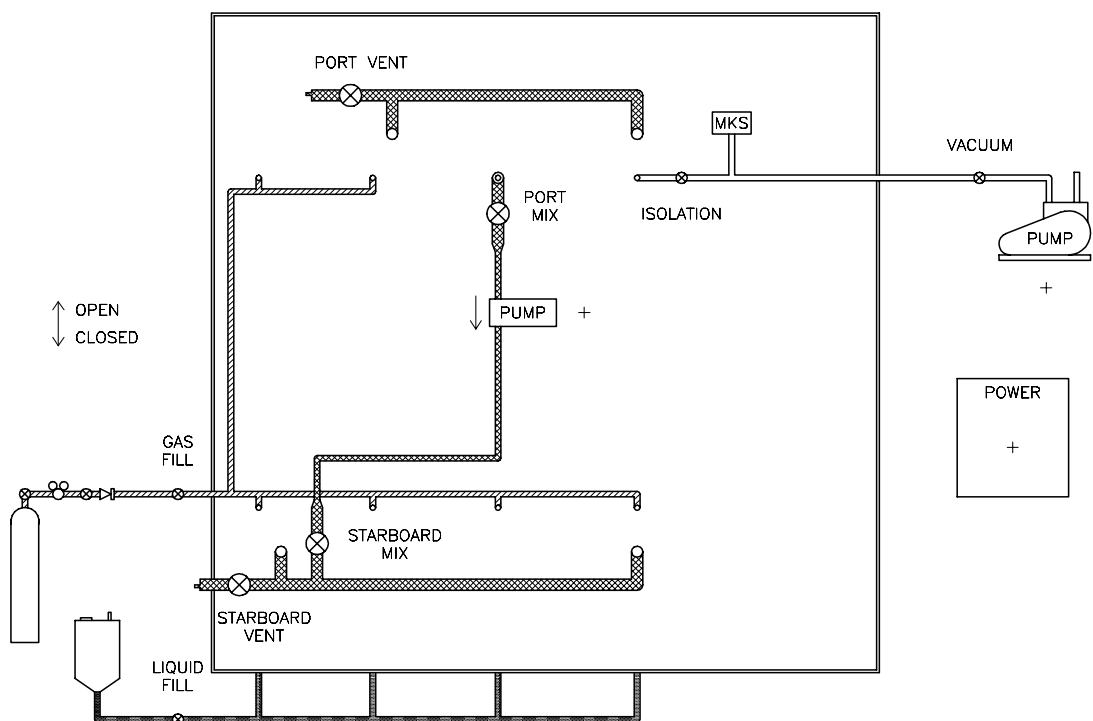 PORT VENT
MKS
VACUUM
PORT
MIX
ISOLATION
PUMP
OPEN
CLOSED
PUMP
POWER
GAS
FILL
STARBOARD
MIX
STARBOARD
VENT
LIQUID
FILL